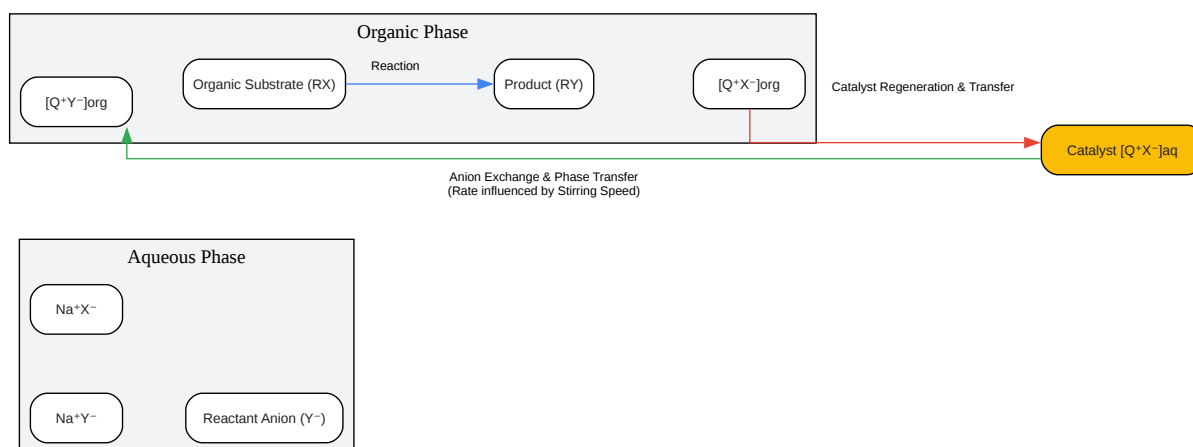 Organic Phase
Reaction
Organic Substrate (RX)
Product (RY)
[Q⁺X⁻]org
[Q⁺Y⁻]org
Catalyst Regeneration & Transfer
Catalyst [Q⁺X⁻]aq
Anion Exchange & Phase Transfer
(Rate influenced by Stirring Speed)
Aqueous Phase
Na⁺X⁻
Na⁺Y⁻
Reactant Anion (Y⁻)